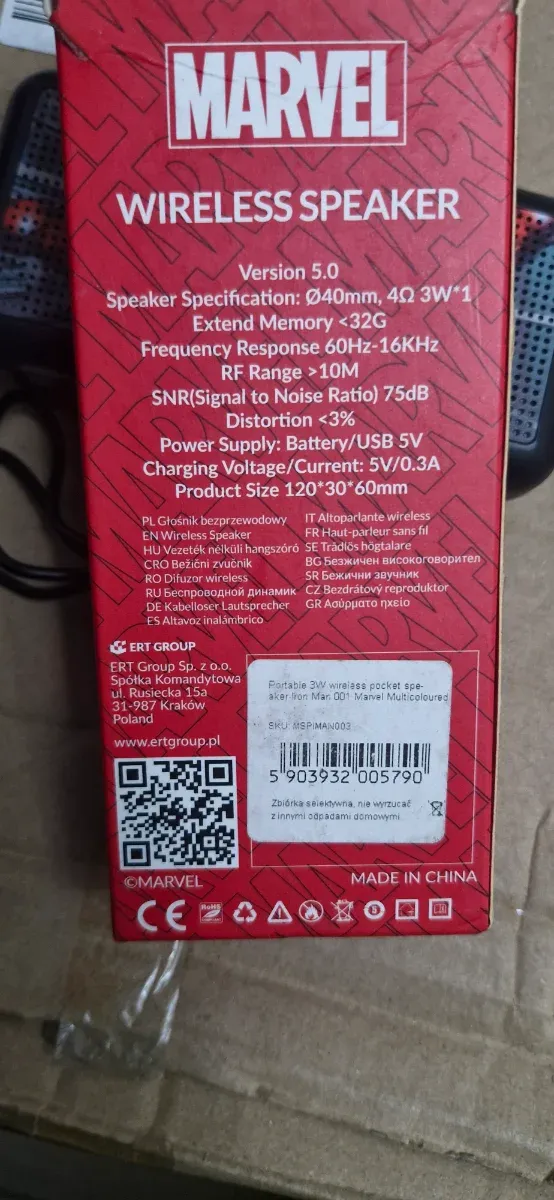 MARVEL
WIRELESS SPEAKER
Version 5.0
Speaker Specification: Ø40mm, 4Ω 3W*1
Extend Memory <32G
Frequency Response 60Hz-16KHz
RF Range >10M
SNR(Signal to Noise Ratio) 75dB
Distortion <3%
Power Supply: Battery/USB 5V
Charging Voltage/Current: 5V/0.3A
Product Size 120*30*60mm
PL Głośnik bezprzewodowy
EN Wireless Speaker
HU Vezeték nélküli hangszóró
CRO Bežični zvučnik
RO Difuzor wireless
RU Беспроводной динамик
DE Kabelloser Lautsprecher
ES Altavoz inalámbrico
IT Altoparlante wireless
FR Haut-parleur sans fil
SE Trådlös högtalare
BG Безжичен високоговорител
SR Бежични звучник
CZ Bezdrátový reproduktor
GR Ασύρματο ηχείο
ERT GROUP
ERT Group Sp. z o.o.
Spółka Komandytowa
ul. Rusiecka 15a
31-987 Kraków
Poland
www.ertgroup.pl
Portable 3W wireless pocket spe-
aker Iron Man 001 Marvel Multicoloured
SKU: MSPIMAN003
5 903932 005790
Zbiórka selektywna, nie wyrzucać
z innymi odpadami domowymi.
©MARVEL
MADE IN CHINA
CE
RoHS